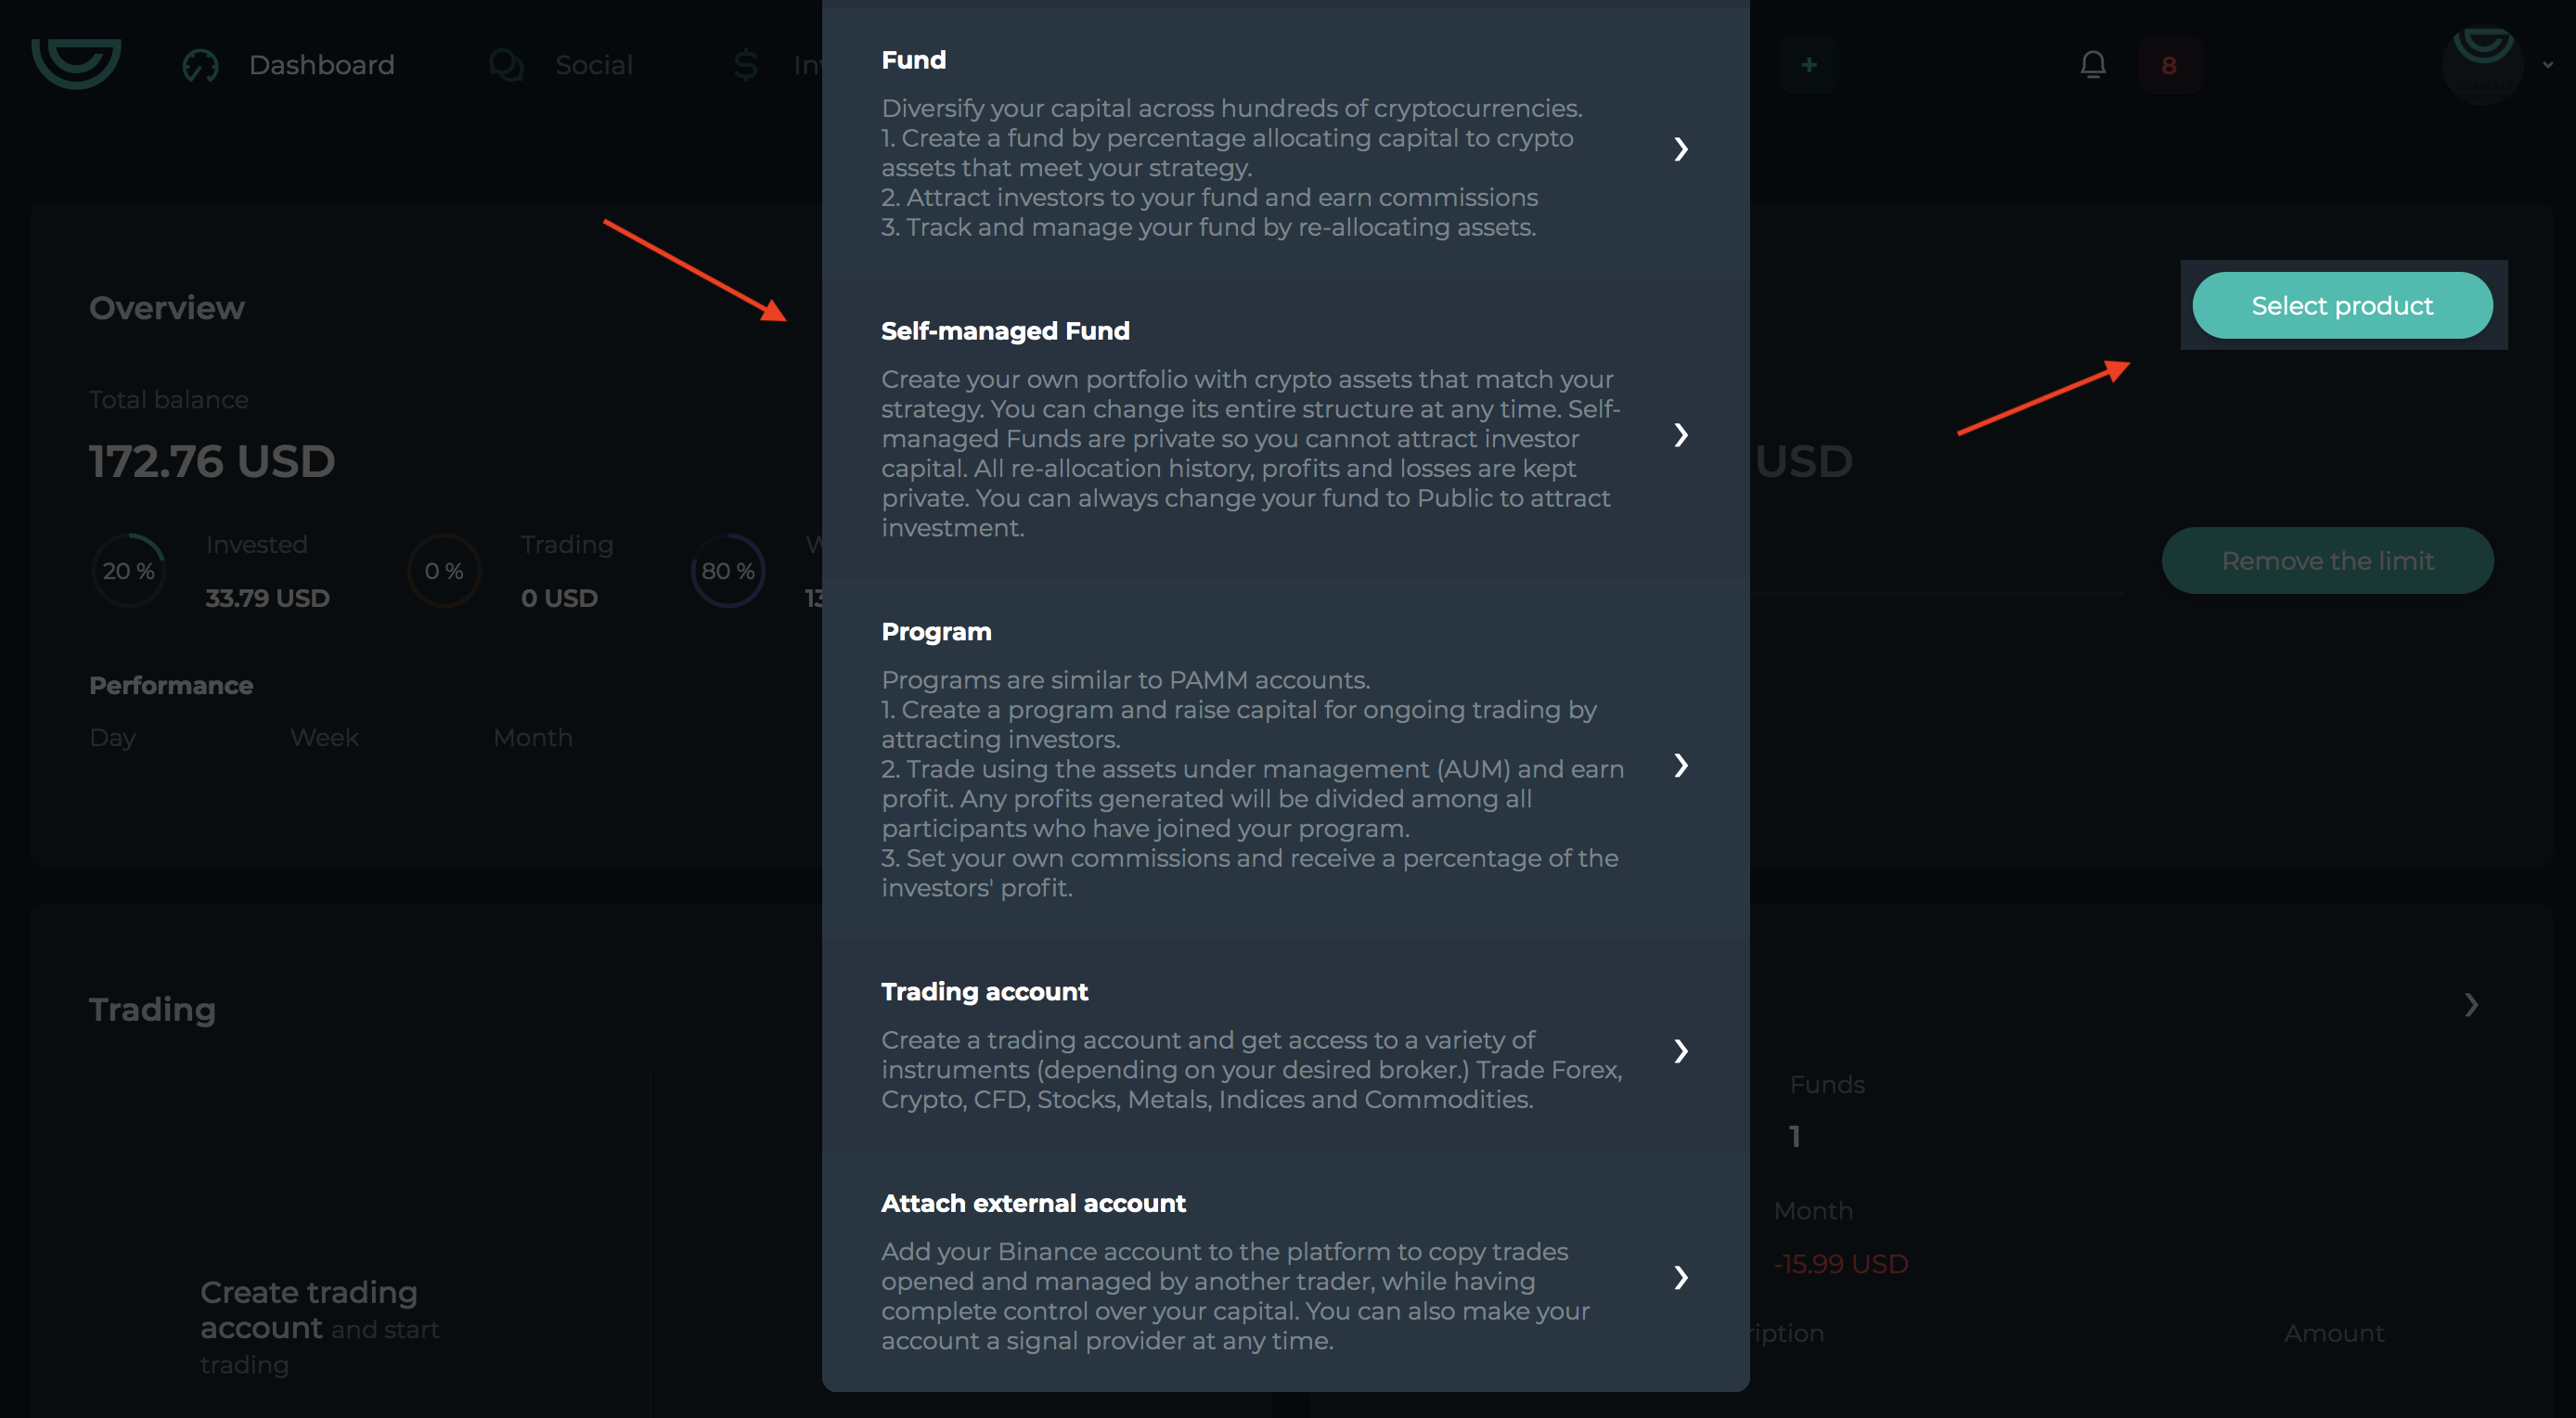 Dashboard
Social
8
Overview
Total balance
172.76 USD
20 %
Invested
33.79 USD
0 %
Trading
0 USD
80 %
Performance
Day
Week
Month
Trading
Create trading
account and start
trading
Fund
Diversify your capital across hundreds of cryptocurrencies.
1. Create a fund by percentage allocating capital to crypto
assets that meet your strategy.
2. Attract investors to your fund and earn commissions
3. Track and manage your fund by re-allocating assets.
Self-managed Fund
Create your own portfolio with crypto assets that match your
strategy. You can change its entire structure at any time. Self-
managed Funds are private so you cannot attract investor
capital. All re-allocation history, profits and losses are kept
private. You can always change your fund to Public to attract
investment.
Program
Programs are similar to PAMM accounts.
1. Create a program and raise capital for ongoing trading by
attracting investors.
2. Trade using the assets under management (AUM) and earn
profit. Any profits generated will be divided among all
participants who have joined your program.
3. Set your own commissions and receive a percentage of the
investors' profit.
Trading account
Create a trading account and get access to a variety of
instruments (depending on your desired broker.) Trade Forex,
Crypto, CFD, Stocks, Metals, Indices and Commodities.
Attach external account
Add your Binance account to the platform to copy trades
opened and managed by another trader, while having
complete control over your capital. You can also make your
account a signal provider at any time.
Select product
USD
Remove the limit
Funds
1
Month
-15.99 USD
Amount